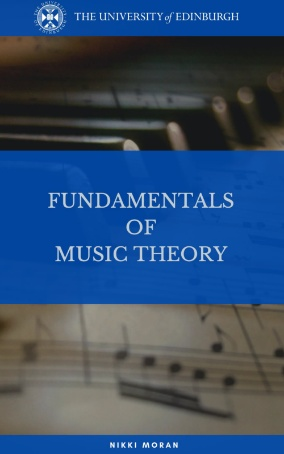 THE UNIVERSITY of EDINBURGH
FUNDAMENTALS
OF
MUSIC THEORY
NIKKI MORAN